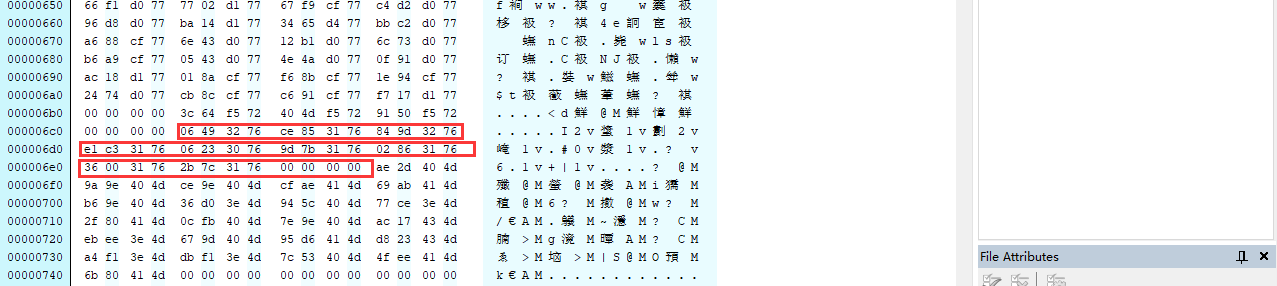 00000650 66 f1 d0 77 77 02 d1 77 67 f9 cf 77 c4 d2 d0 77
00000660 96 d8 d0 77 ba 14 d1 77 34 65 d4 77 bb c2 d0 77
00000670 a6 88 cf 77 6e 43 d0 77 12 b1 d0 77 6c 73 d0 77
00000680 b6 a9 cf 77 05 43 d0 77 4e 4a d0 77 0f 91 d0 77
00000690 ac 18 d1 77 01 8a cf 77 f6 8b cf 77 1e 94 cf 77
000006a0 24 74 d0 77 cb 8c cf 77 c6 91 cf 77 f7 17 d1 77
000006b0 00 00 00 00 3c 64 f5 72 40 4d f5 72 91 50 f5 72 ....<d鮮@M鮮
000006c0 00 00 00 00 06 49 32 76 ce 85 31 76 84 9d 32 76 .....I2v
000006d0 e1 c3 31 76 06 23 30 76 9d 7b 31 76 02 86 31 76
000006e0 36 00 31 76 2b 7c 31 76 00 00 00 00 ae 2d 40 4d 6.1v+|1v....?@M
000006f0 9a 9e 40 4d ce 9e 40 4d cf ae 41 4d 69 ab 41 4d
00000700 b6 9e 40 4d 36 d0 3e 4d 94 5c 40 4d 77 ce 3e 4d
00000710 2f 80 41 4d 0c fb 40 4d 7e 9e 40 4d ac 17 43 4d
00000720 eb ee 3e 4d 67 9d 40 4d 95 d6 41 4d d8 23 43 4d
00000730 a4 f1 3e 4d db f1 3e 4d 7c 53 40 4d 4f ee 41 4d
00000740 6b 80 41 4d 00 00 00 00 00 00 00 00 00 00 00 00 k€AM............
File Attributes